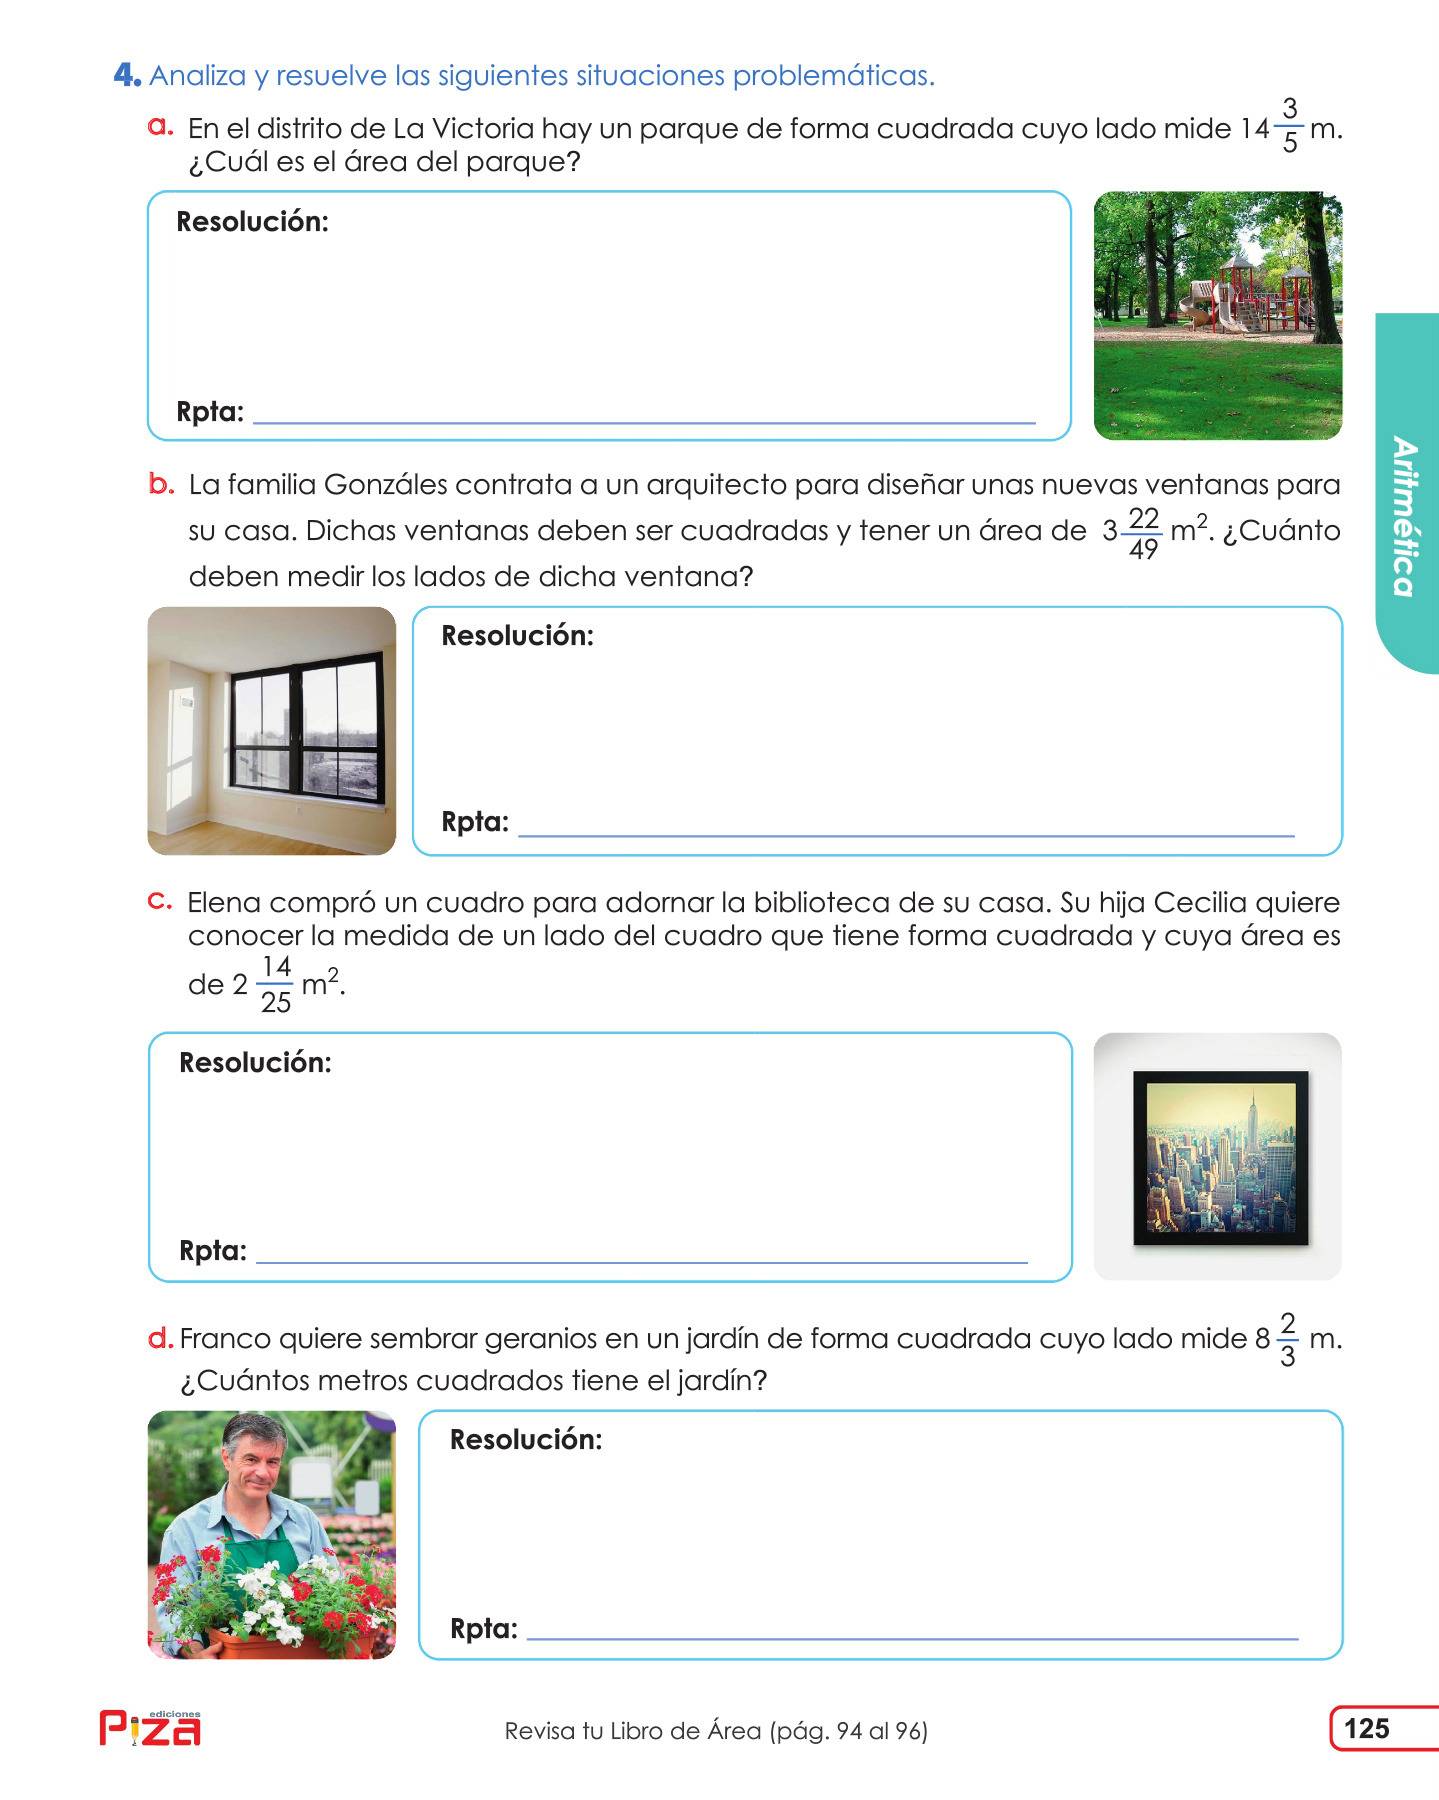 4. Analiza y resuelve las siguientes situaciones problemáticas.
a. En el distrito de La Victoria hay un parque de forma cuadrada cuyo lado mide 14 3/5 m.
¿Cuál es el área del parque?
Resolución:
Rpta:
b. La familia Gonzáles contrata a un arquitecto para diseñar unas nuevas ventanas para
su casa. Dichas ventanas deben ser cuadradas y tener un área de 3 22/49 m². ¿Cuánto
deben medir los lados de dicha ventana?
Resolución:
Rpta:
c. Elena compró un cuadro para adornar la biblioteca de su casa. Su hija Cecilia quiere
conocer la medida de un lado del cuadro que tiene forma cuadrada y cuya área es
de 2 14/25 m².
Resolución:
Rpta:
d. Franco quiere sembrar geranios en un jardín de forma cuadrada cuyo lado mide 8 2/3 m.
¿Cuántos metros cuadrados tiene el jardín?
Resolución:
Rpta:
Aritmética
ediciones
Piza
Revisa tu Libro de Área (pág. 94 al 96)
125